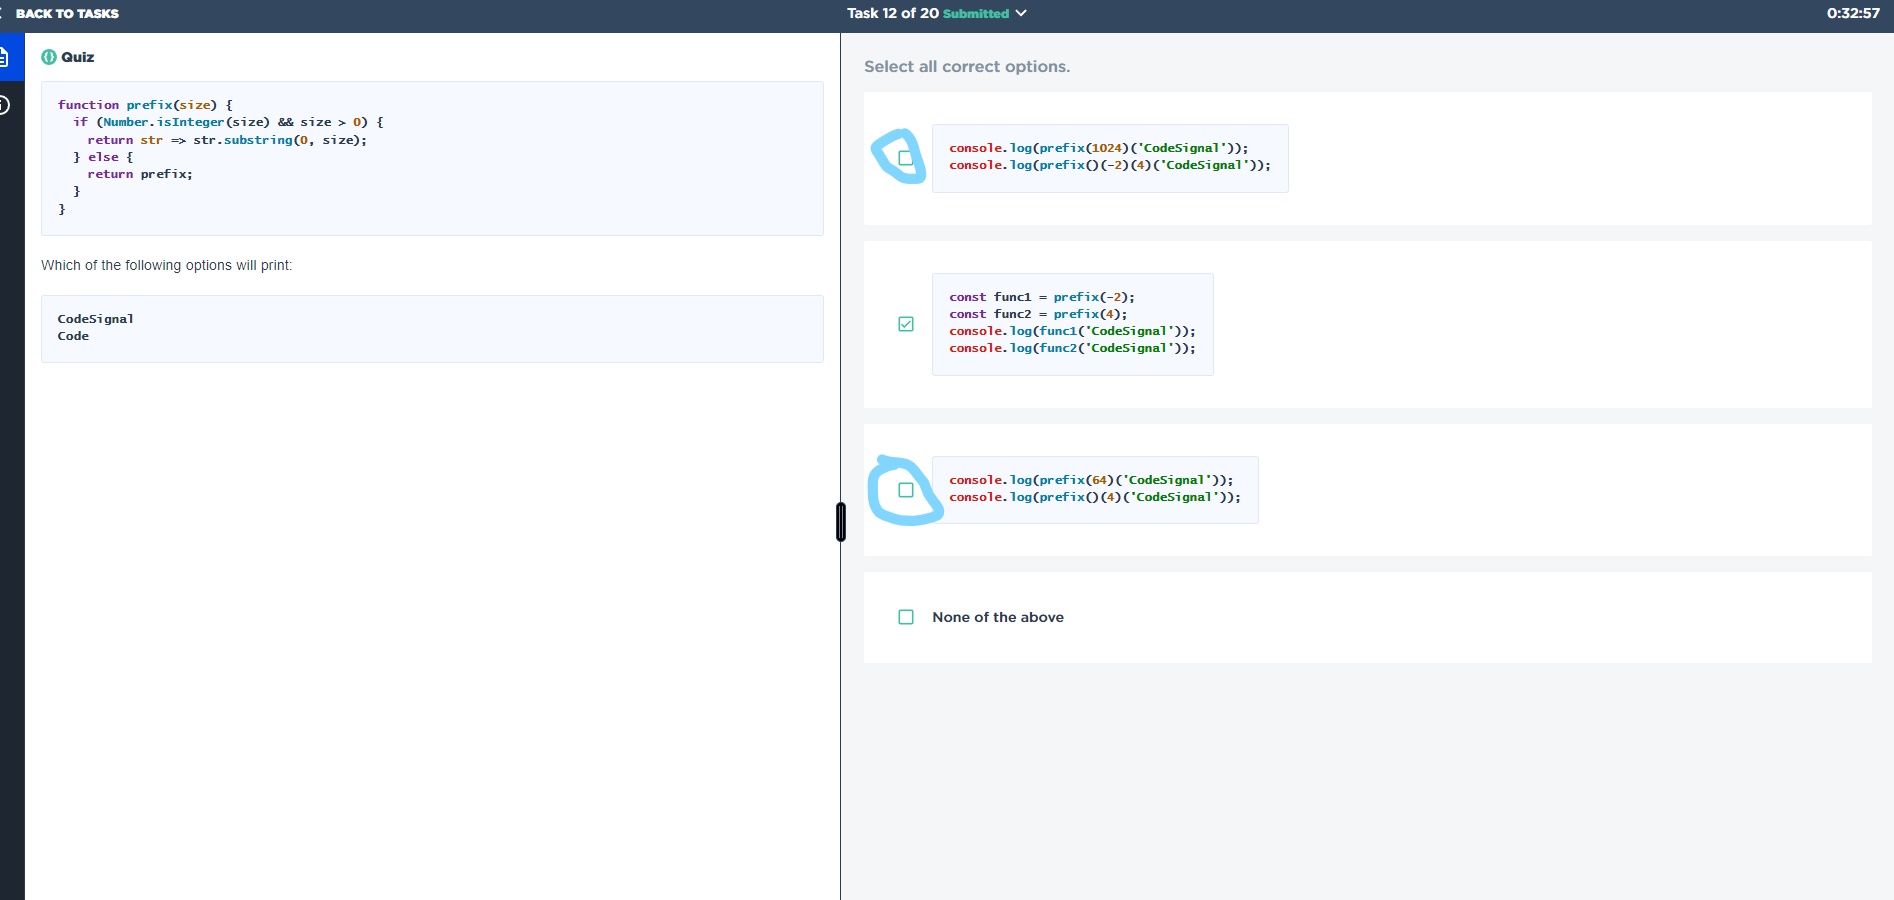 BACK TO TASKS
Task 12 of 20 Submitted
0:32:57
Quiz
function prefix(size) {
if (Number.isInteger(size) && size > 0) {
return str => str.substring(0, size);
} else {
return prefix;
}
}
Which of the following options will print:
CodeSignal
Code
Select all correct options.
console.log(prefix(1024)('CodeSignal'));
console.log(prefix()(-2)(4)('CodeSignal'));
const func1 = prefix(-2);
const func2 = prefix(4);
console.log(func1('CodeSignal'));
console.log(func2('CodeSignal'));
console.log(prefix(64)('CodeSignal'));
console.log(prefix()(4)('CodeSignal'));
None of the above